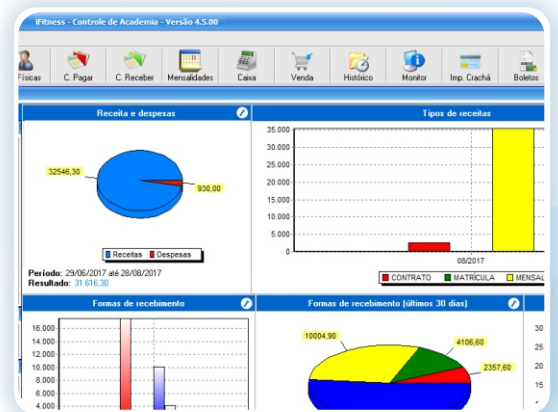 iFitness - Controle de Academia - Versão 4.5.00
Físicas
C. Pagar
C. Receber
Mensalidades
Caixa
Venda
Histórico
Monitor
Imp. Crachá
Boletos
Receita e despesas
32546,30
930,00
Receitas Despesas
Período: 29/06/2017 até 28/08/2017
Resultado: 31.616,30
Tipos de receitas
35.000
30.000
25.000
20.000
15.000
10.000
5.000
0
08/2017
CONTRATO MATRÍCULA MENSAL
Formas de recebimento
16.000
14.000
12.000
10.000
8.000
6.000
4.000
Formas de recebimento (últimos 30 dias)
10004,90
4106,60
2357,60
30
25
20
15